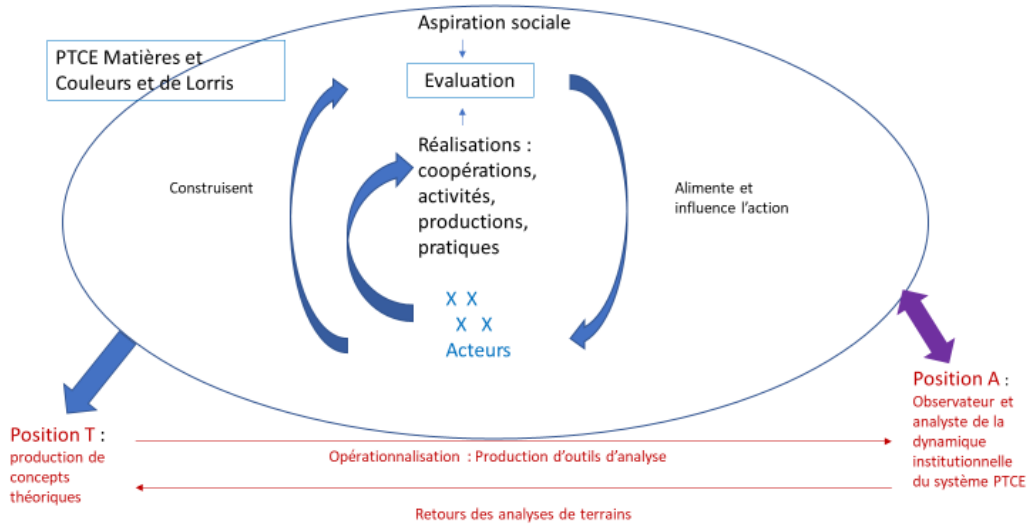 Aspiration sociale
PTCE Matières et
Couleurs et de Lorris
Evaluation
Réalisations :
coopérations,
activités,
productions,
pratiques
Construisent
Alimente et
influence l’action
X X
X X
Acteurs
Position T :
production de
concepts
théoriques
Opérationnalisation : Production d’outils d’analyse
Retours des analyses de terrains
Position A :
Observateur et
analyste de la
dynamique
institutionnelle
du système PTCE